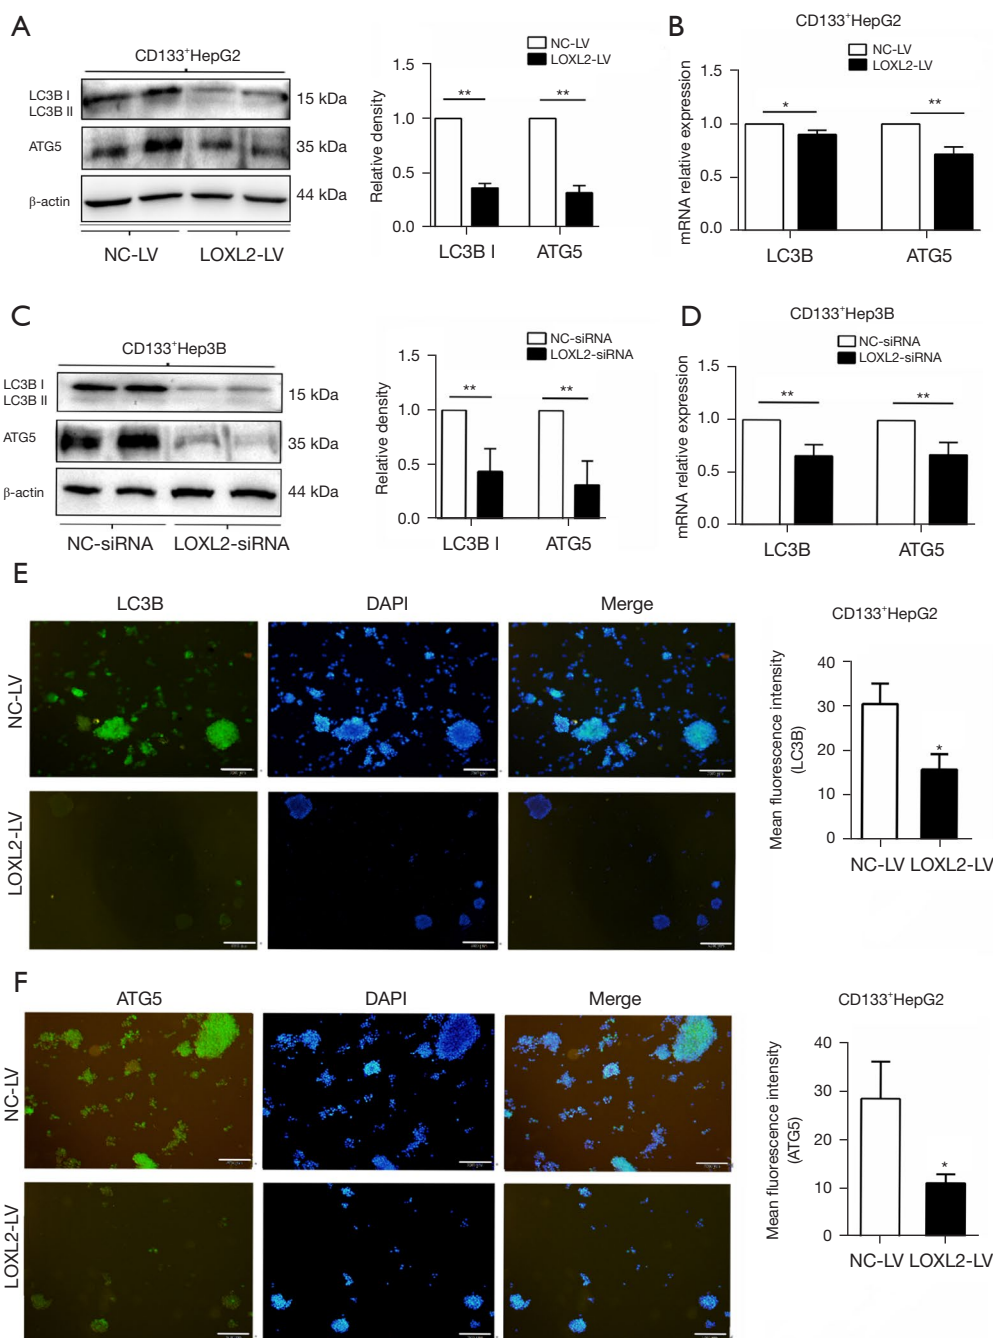 A
CD133+HepG2
LC3B I
LC3B II
15 kDa
ATG5
35 kDa
β-actin
44 kDa
NC-LV
LOXL2-LV
NC-LV
LOXL2-LV
Relative density
1.5
1.0
0.5
0.0
**
**
LC3B I
ATG5
B
CD133+HepG2
NC-LV
LOXL2-LV
mRNA relative expression
1.5
1.0
0.5
0.0
*
**
LC3B
ATG5
C
CD133+Hep3B
LC3B I
LC3B II
15 kDa
ATG5
35 kDa
β-actin
44 kDa
NC-siRNA
LOXL2-siRNA
NC-siRNA
LOXL2-siRNA
Relative density
1.5
1.0
0.5
0.0
**
**
LC3B I
ATG5
D
CD133+Hep3B
NC-siRNA
LOXL2-siRNA
mRNA relative expression
1.5
1.0
0.5
0.0
**
**
LC3B
ATG5
E
LC3B
DAPI
Merge
NC-LV
LOXL2-LV
CD133+HepG2
Mean fluorescence intensity
(LC3B)
40
30
20
10
0
*
NC-LV
LOXL2-LV
F
ATG5
DAPI
Merge
NC-LV
LOXL2-LV
CD133+HepG2
Mean fluorescence intensity
(ATG5)
40
30
20
10
0
*
NC-LV
LOXL2-LV